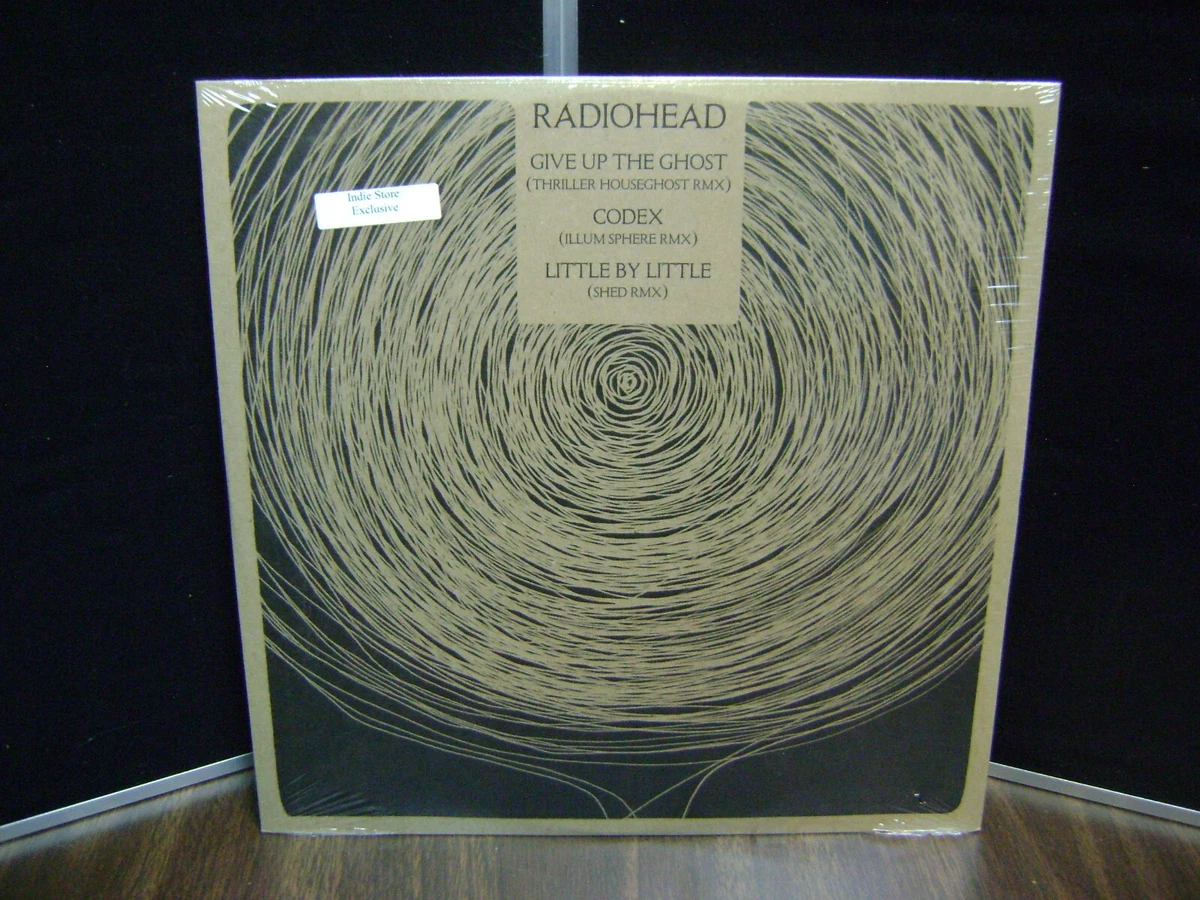 RADIOHEAD
GIVE UP THE GHOST
(THRILLER HOUSEGHOST RMX)
CODEX
(ILLUM SPHERE RMX)
LITTLE BY LITTLE
(SHED RMX)
Indie Store
Exclusive